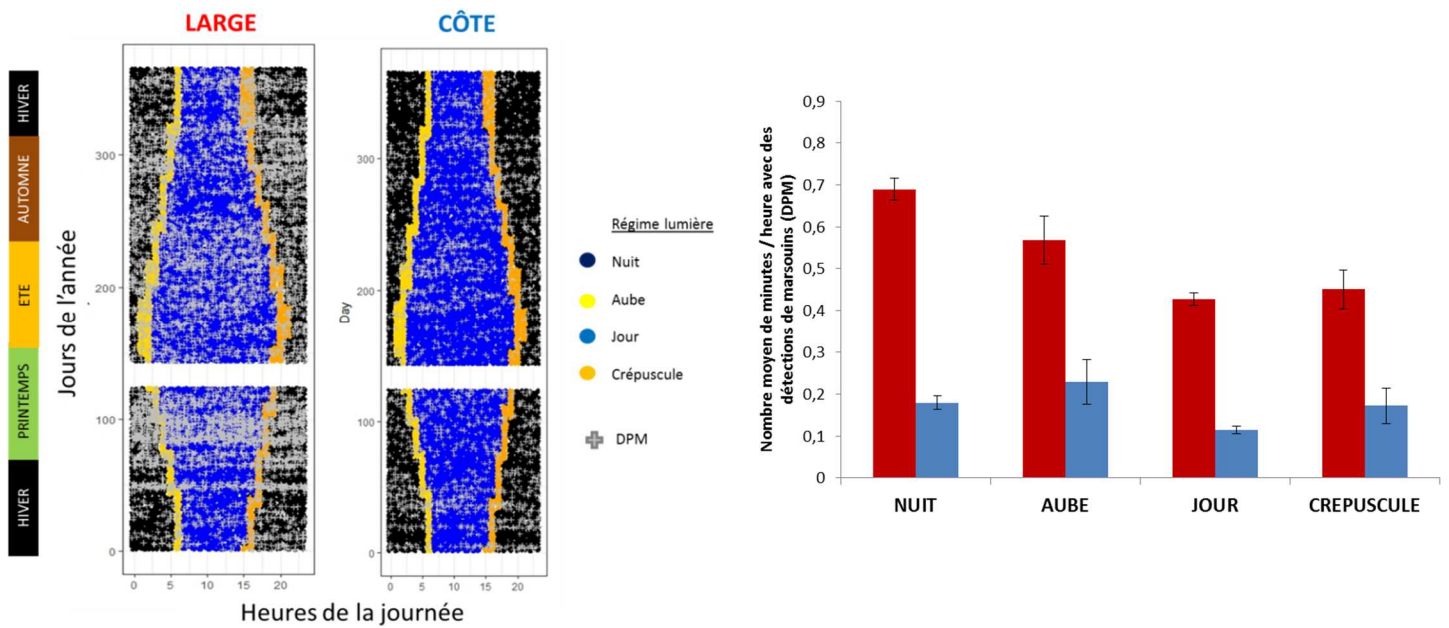 LARGE
CÔTE
HIVER
AUTOMNE
ETE
PRINTEMPS
HIVER
Jours de l'année
300
200
100
0
0 5 10 15 20
Heures de la journée
Day
300
200
100
0
0 5 10 15 20
Régime lumière
Nuit
Aube
Jour
Crépuscule
DPM
Nombre moyen de minutes / heure avec des
détections de marsouins (DPM)
0,9
0,8
0,7
0,6
0,5
0,4
0,3
0,2
0,1
0
NUIT AUBE JOUR CREPUSCULE